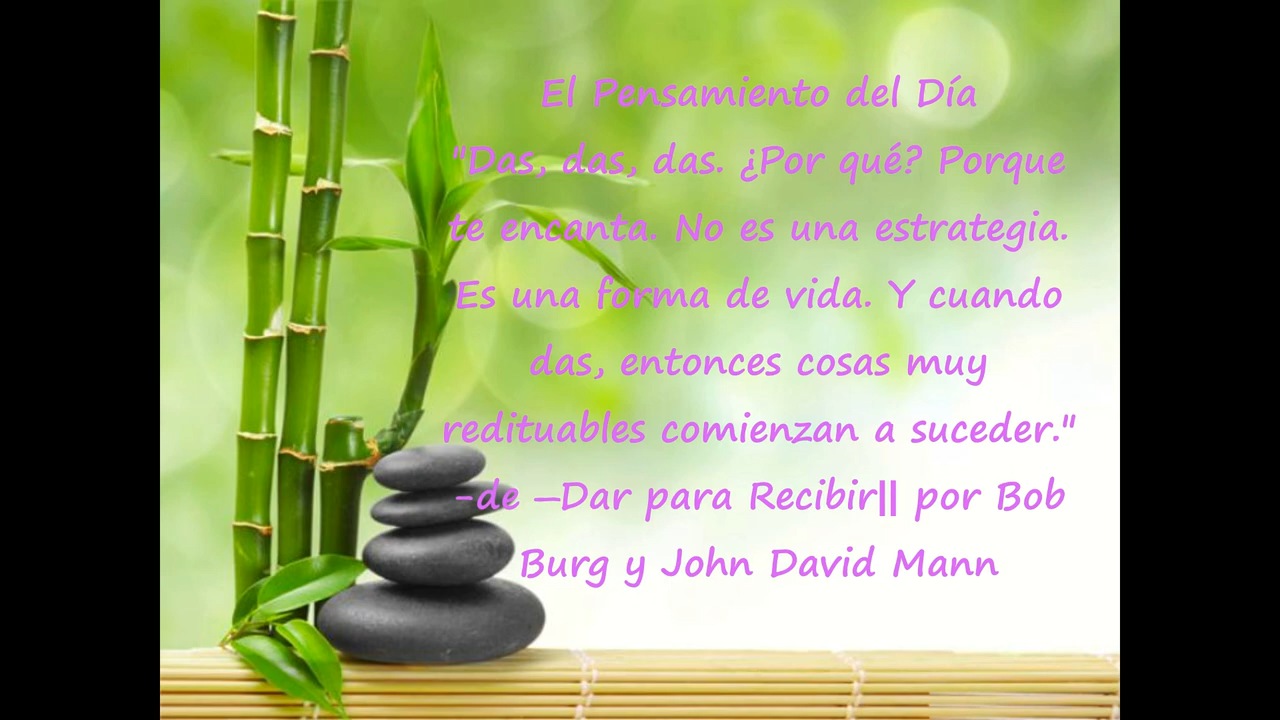 El Pensamiento del Día
"Das, das, das. ¿Por qué? Porque
te encanta. No es una estrategia.
Es una forma de vida. Y cuando
das, entonces cosas muy
redituables comienzan a suceder."
-de ―Dar para Recibir‖ por Bob
Burg y John David Mann